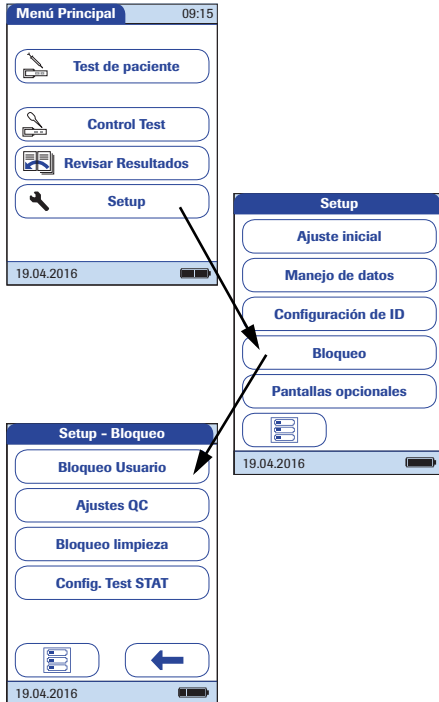 Menú Principal 09:15
Test de paciente
Control Test
Revisar Resultados
Setup
19.04.2016
Setup
Ajuste inicial
Manejo de datos
Configuración de ID
Bloqueo
Pantallas opcionales
19.04.2016
Setup - Bloqueo
Bloqueo Usuario
Ajustes QC
Bloqueo limpieza
Config. Test STAT
19.04.2016